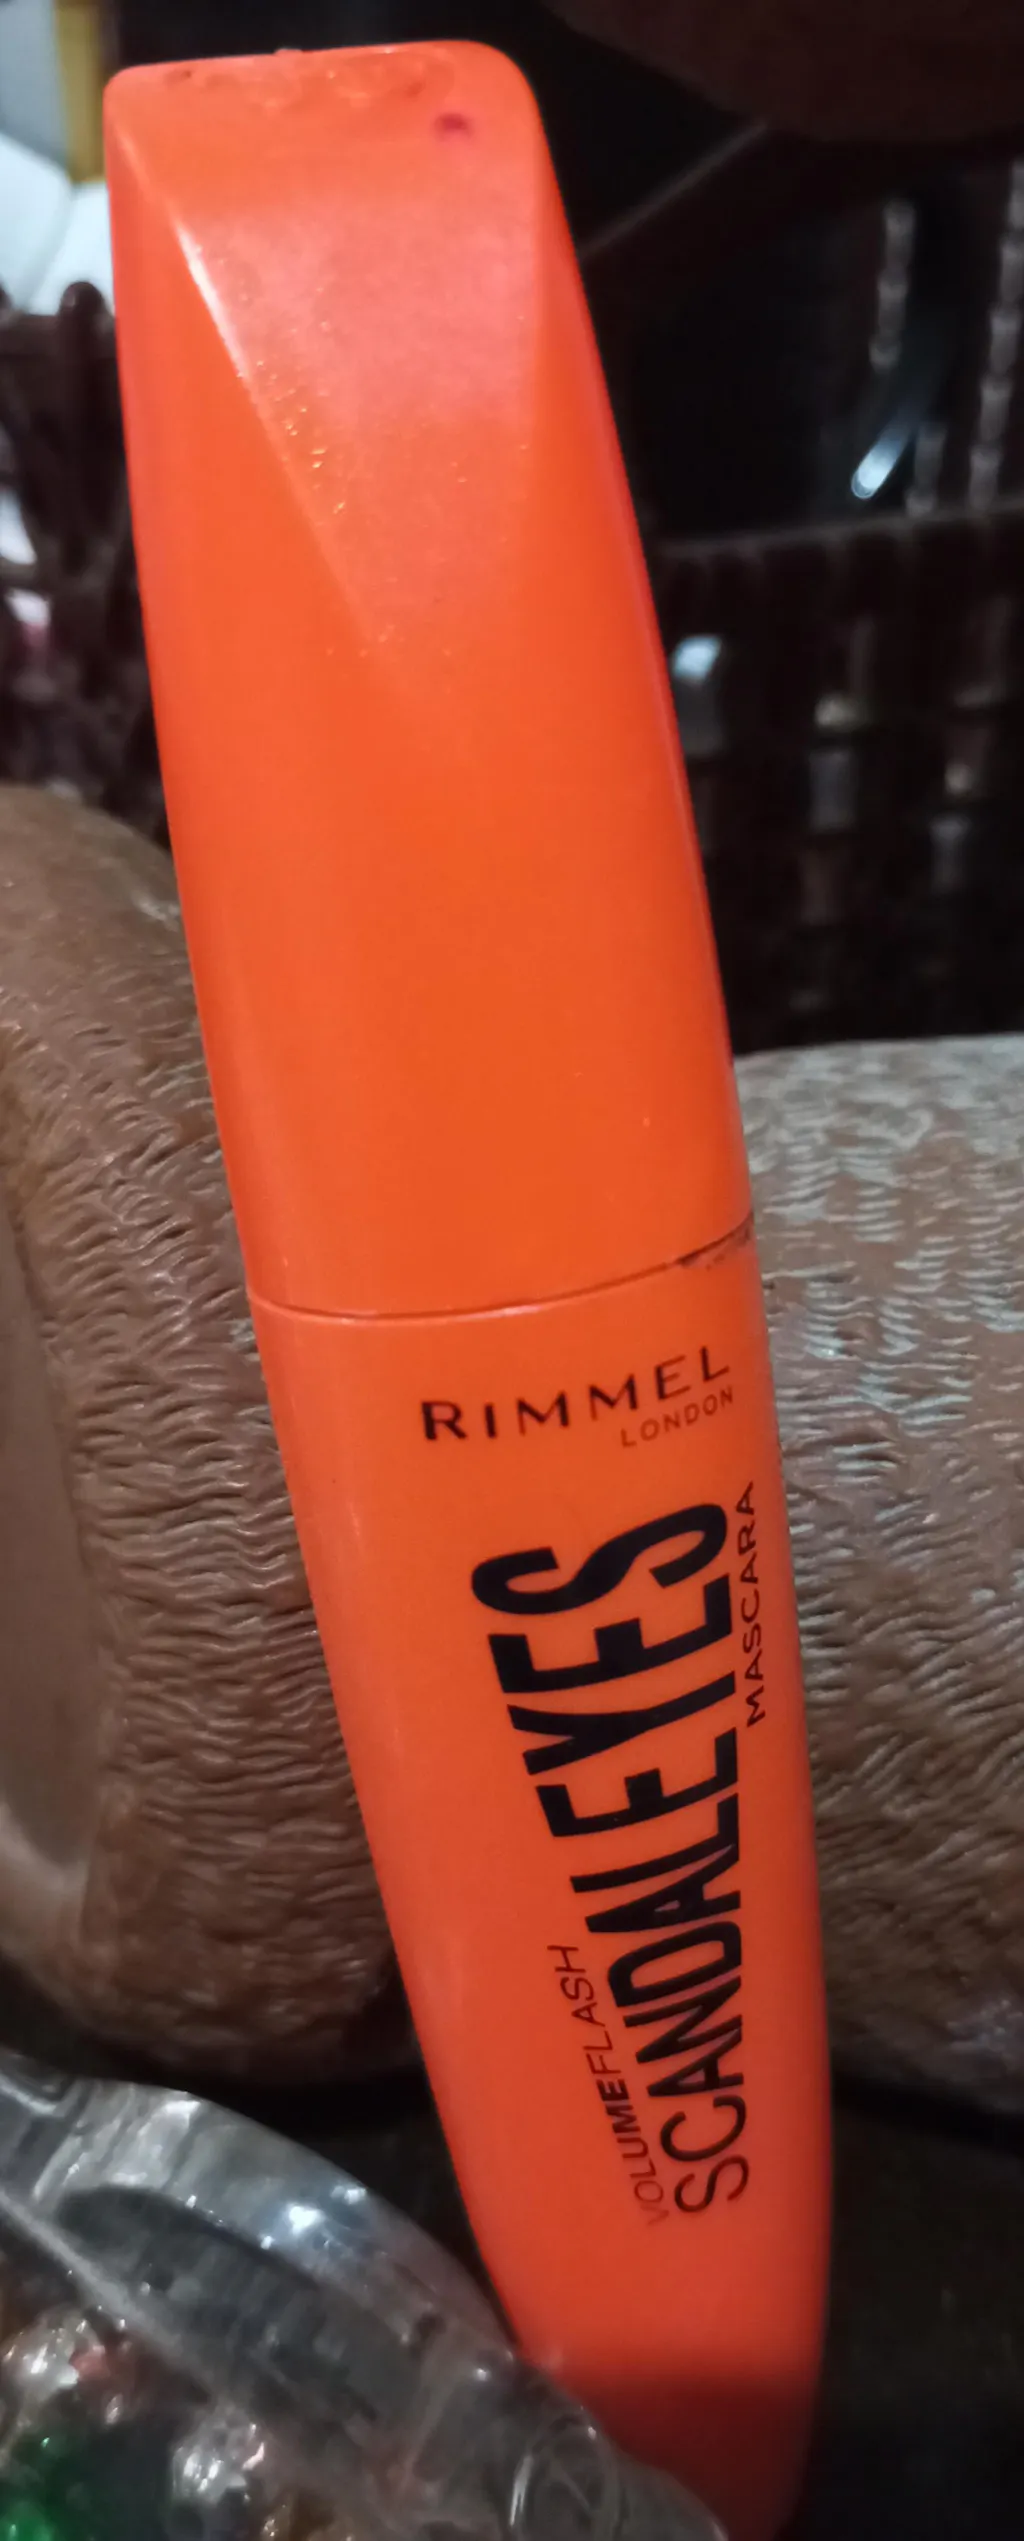 RIMMEL
LONDON
VOLUMEFLASH
SCANDALEYES
MASCARA